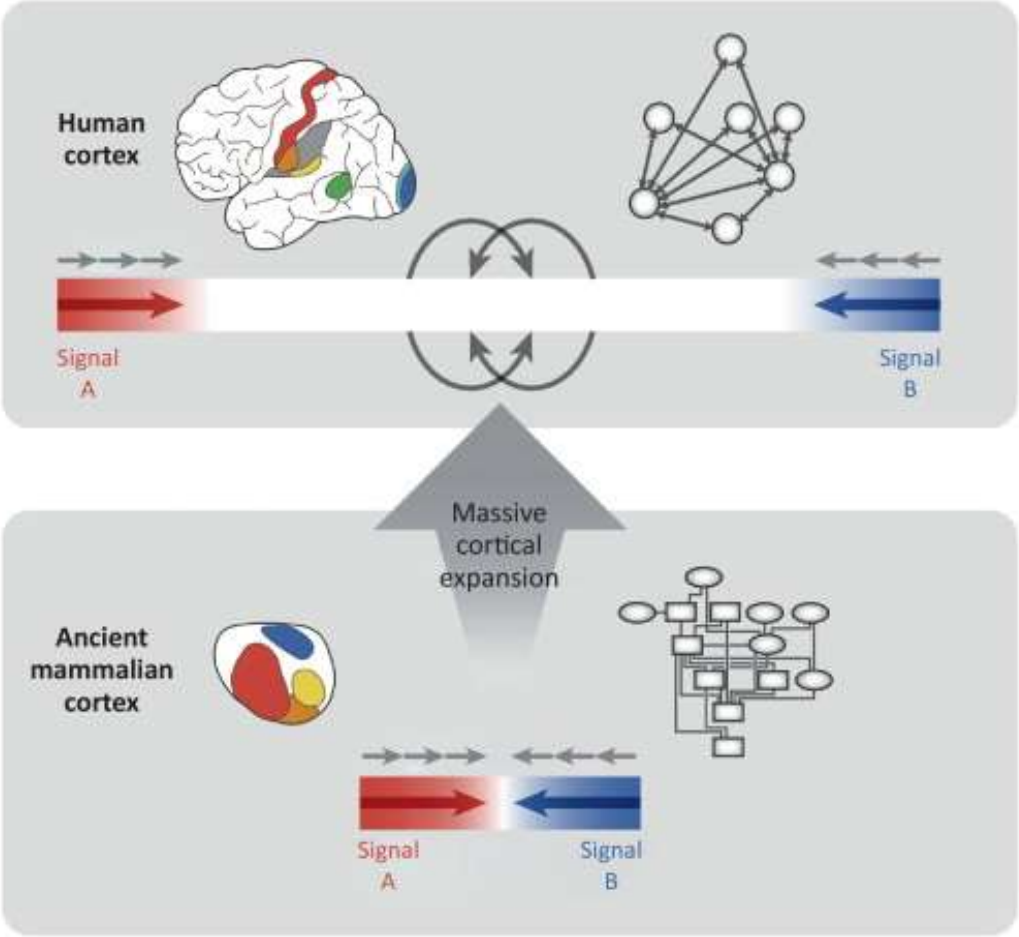 Human
cortex
Signal
A
Signal
B
Massive
cortical
expansion
Ancient
mammalian
cortex
Signal
A
Signal
B